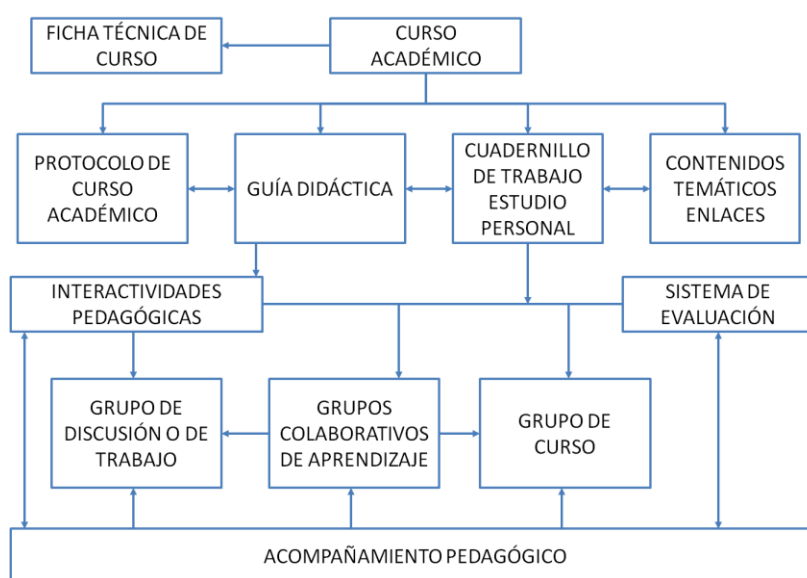 FICHA TÉCNICA DE
CURSO
CURSO
ACADÉMICO
PROTOCOLO DE
CURSO
ACADÉMICO
GUÍA DIDÁCTICA
CUADERNILLO
DE TRABAJO
ESTUDIO
PERSONAL
CONTENIDOS
TEMÁTICOS
ENLACES
INTERACTIVIDADES
PEDAGÓGICAS
SISTEMA DE
EVALUACIÓN
GRUPO DE
DISCUSIÓN O DE
TRABAJO
GRUPOS
COLABORATIVOS
DE APRENDIZAJE
GRUPO DE
CURSO
ACOMPAÑAMIENTO PEDAGÓGICO